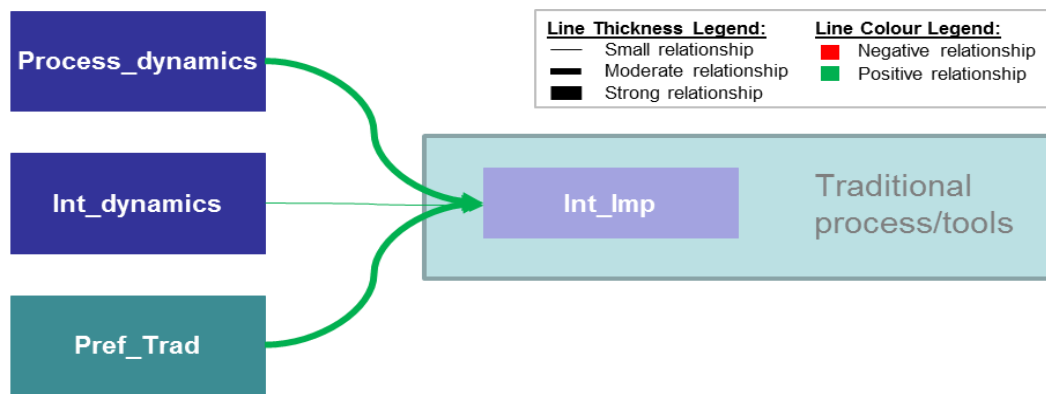 Process_dynamics
Line Thickness Legend:
Small relationship
Moderate relationship
Strong relationship
Line Colour Legend:
Negative relationship
Positive relationship
Int_dynamics
Int_Imp
Traditional
process/tools
Pref_Trad